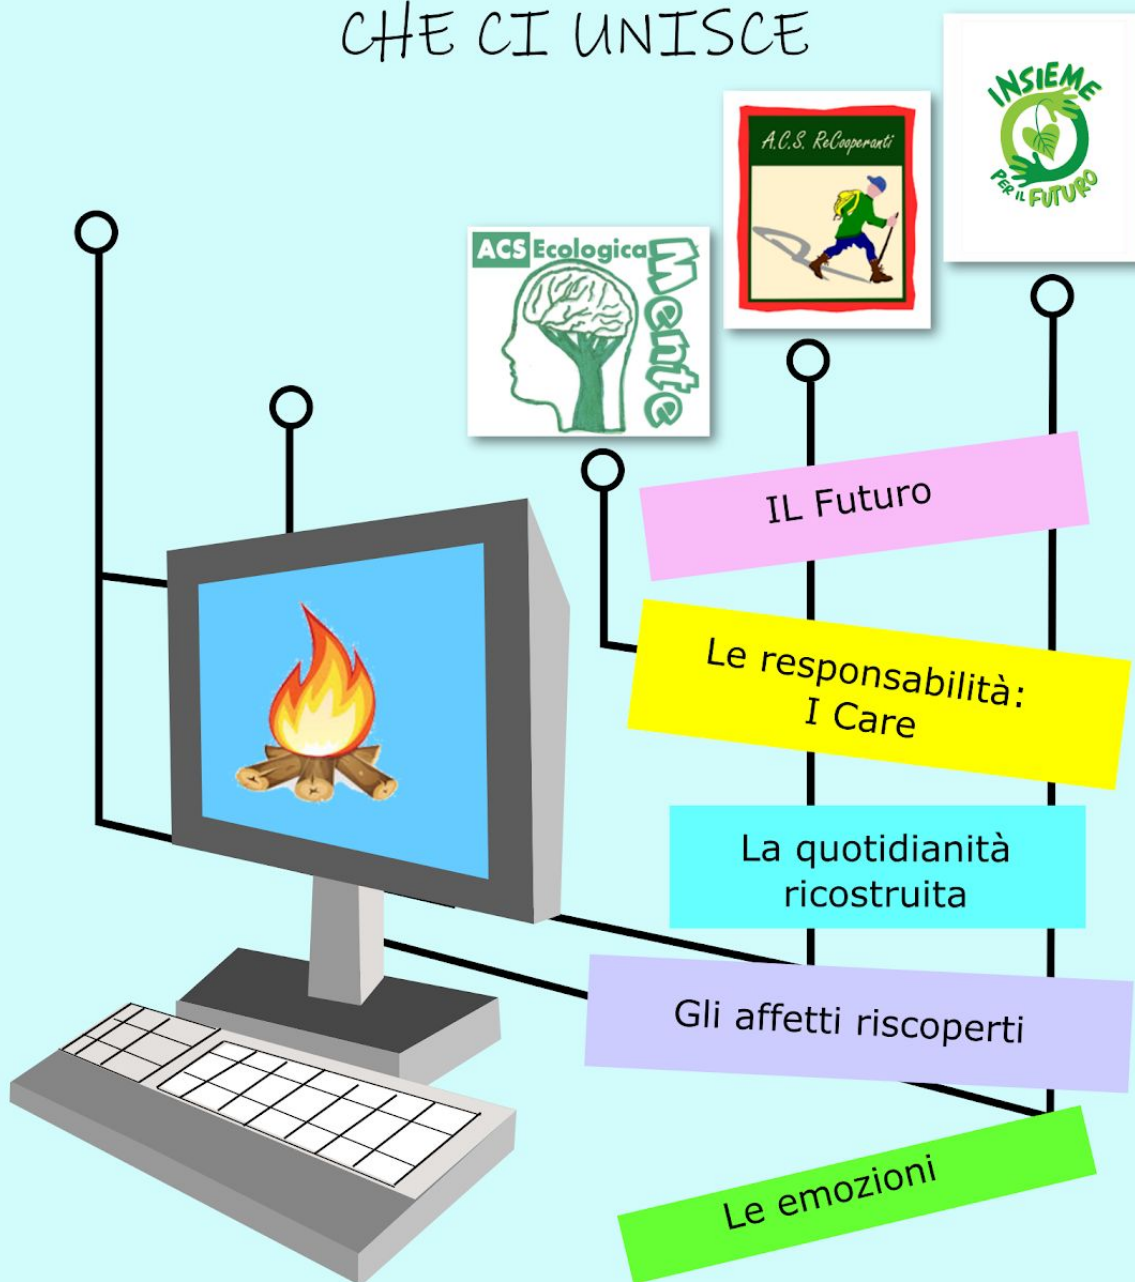 CHE CI UNISCE
INSIEME
PER IL FUTURO
A.C.S. ReCooperanti
ACS Ecologica
Mente
IL Futuro
Le responsabilità:
I Care
La quotidianità
ricostruita
Gli affetti riscoperti
Le emozioni